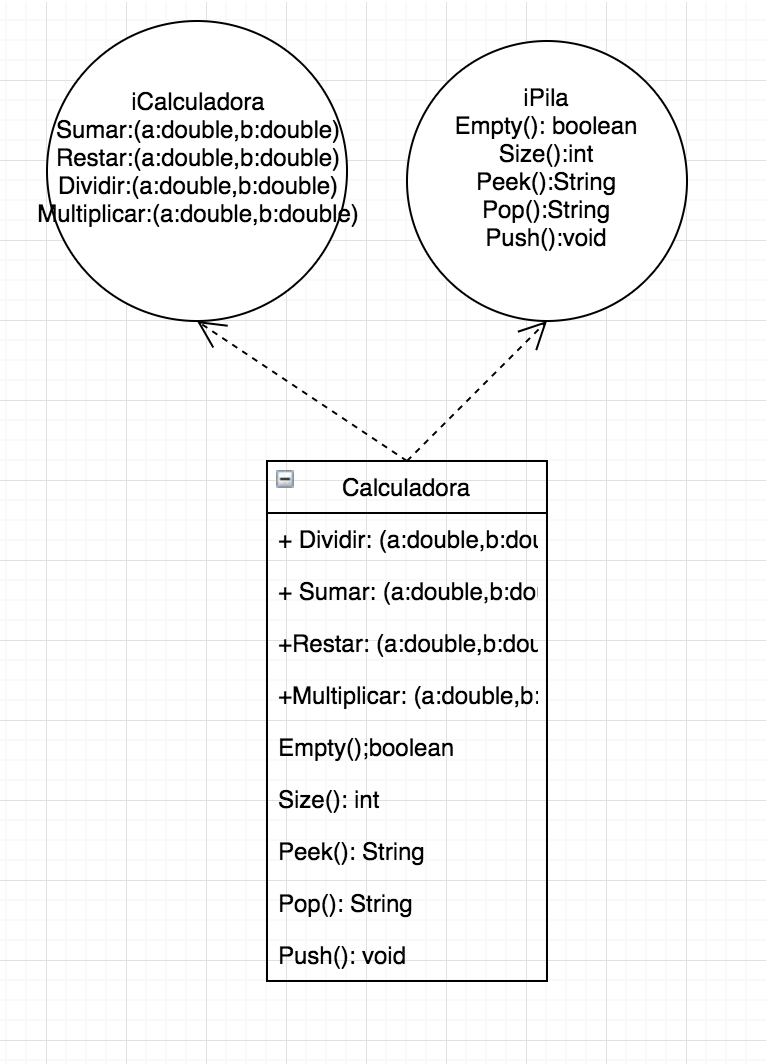 iCalculadora
Sumar:(a:double,b:double)
Restar:(a:double,b:double)
Dividir:(a:double,b:double)
Multiplicar:(a:double,b:double)
iPila
Empty(): boolean
Size():int
Peek():String
Pop():String
Push():void
Calculadora
+ Dividir: (a:double,b:dou
+ Sumar: (a:double,b:do
+Restar: (a:double,b:dou
+Multiplicar: (a:double,b:
Empty();boolean
Size(): int
Peek(): String
Pop(): String
Push(): void